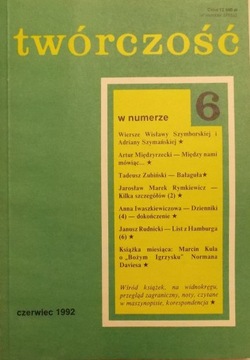 twórczość
w numerze
6
Wiersze Wisławy Szymborskiej i
Adriany Szymańskiej ★
Artur Międzyrzecki — Między nami
mówiąc... ★
Tadeusz Zubiński — Bałaguła ★
Jarosław Marek Rymkiewicz —
Kilka szczegółów (2) ★
Anna Iwaszkiewiczowa — Dzienniki
(4) — dokończenie ★
Janusz Rudnicki — List z Hamburga
(6) ★
Książka miesiąca: Marcin Kula
o „Bożym Igrzysku” Normana
Daviesa ★
Wśród książek, na widnokręgu,
przegląd zagraniczny, noty, czytane
w maszynopisie, korespondencja ★
czerwiec 1992